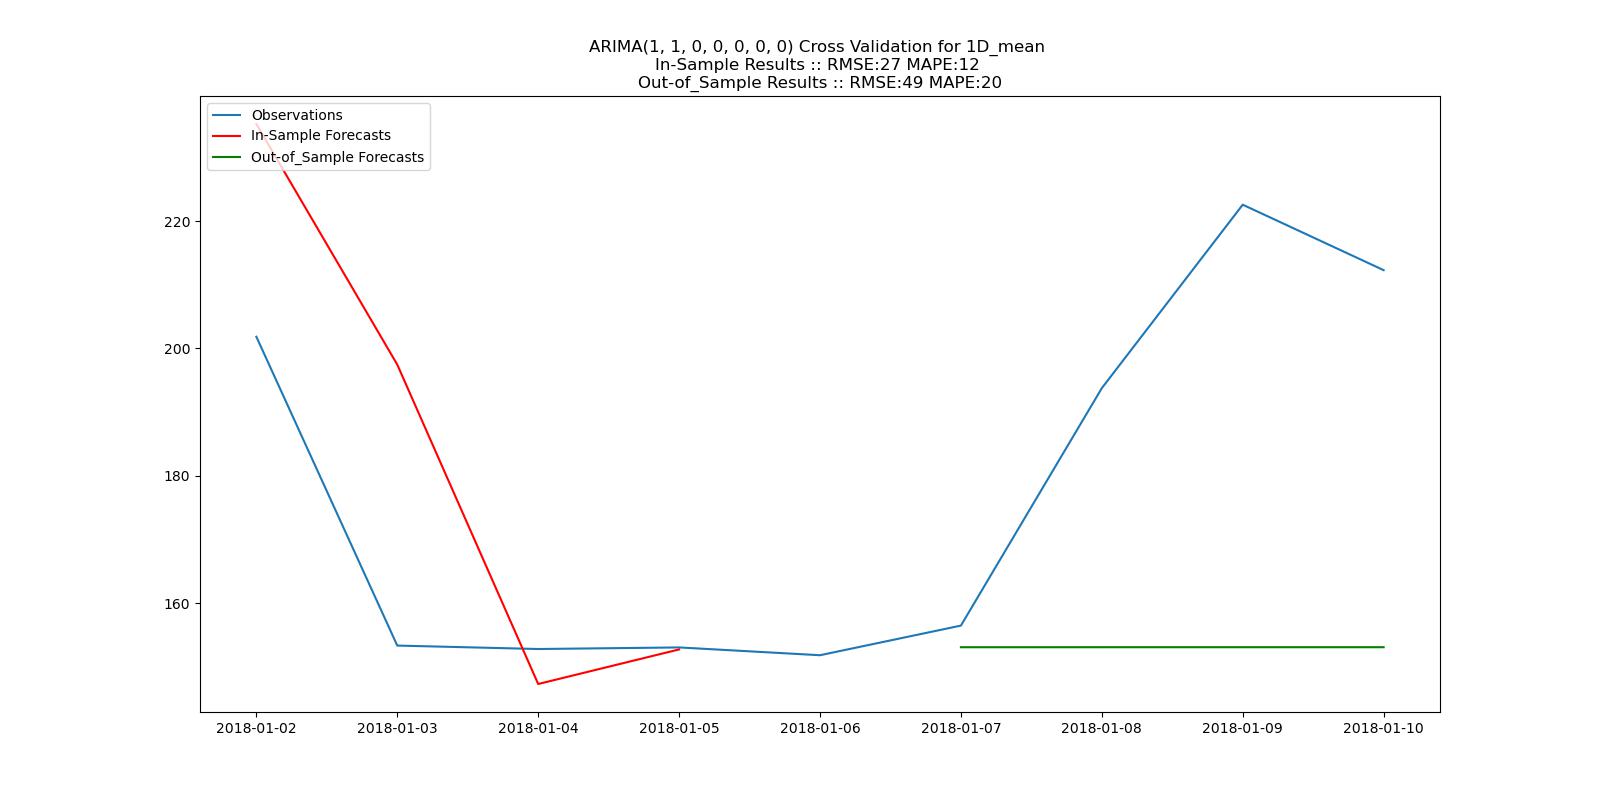 ARIMA(1, 1, 0, 0, 0, 0, 0) Cross Validation for 1D_mean
In-Sample Results :: RMSE:27 MAPE:12
Out-of_Sample Results :: RMSE:49 MAPE:20
Observations
In-Sample Forecasts
Out-of_Sample Forecasts
220
200
180
160
2018-01-02 2018-01-03 2018-01-04 2018-01-05 2018-01-06 2018-01-07 2018-01-08 2018-01-09 2018-01-10